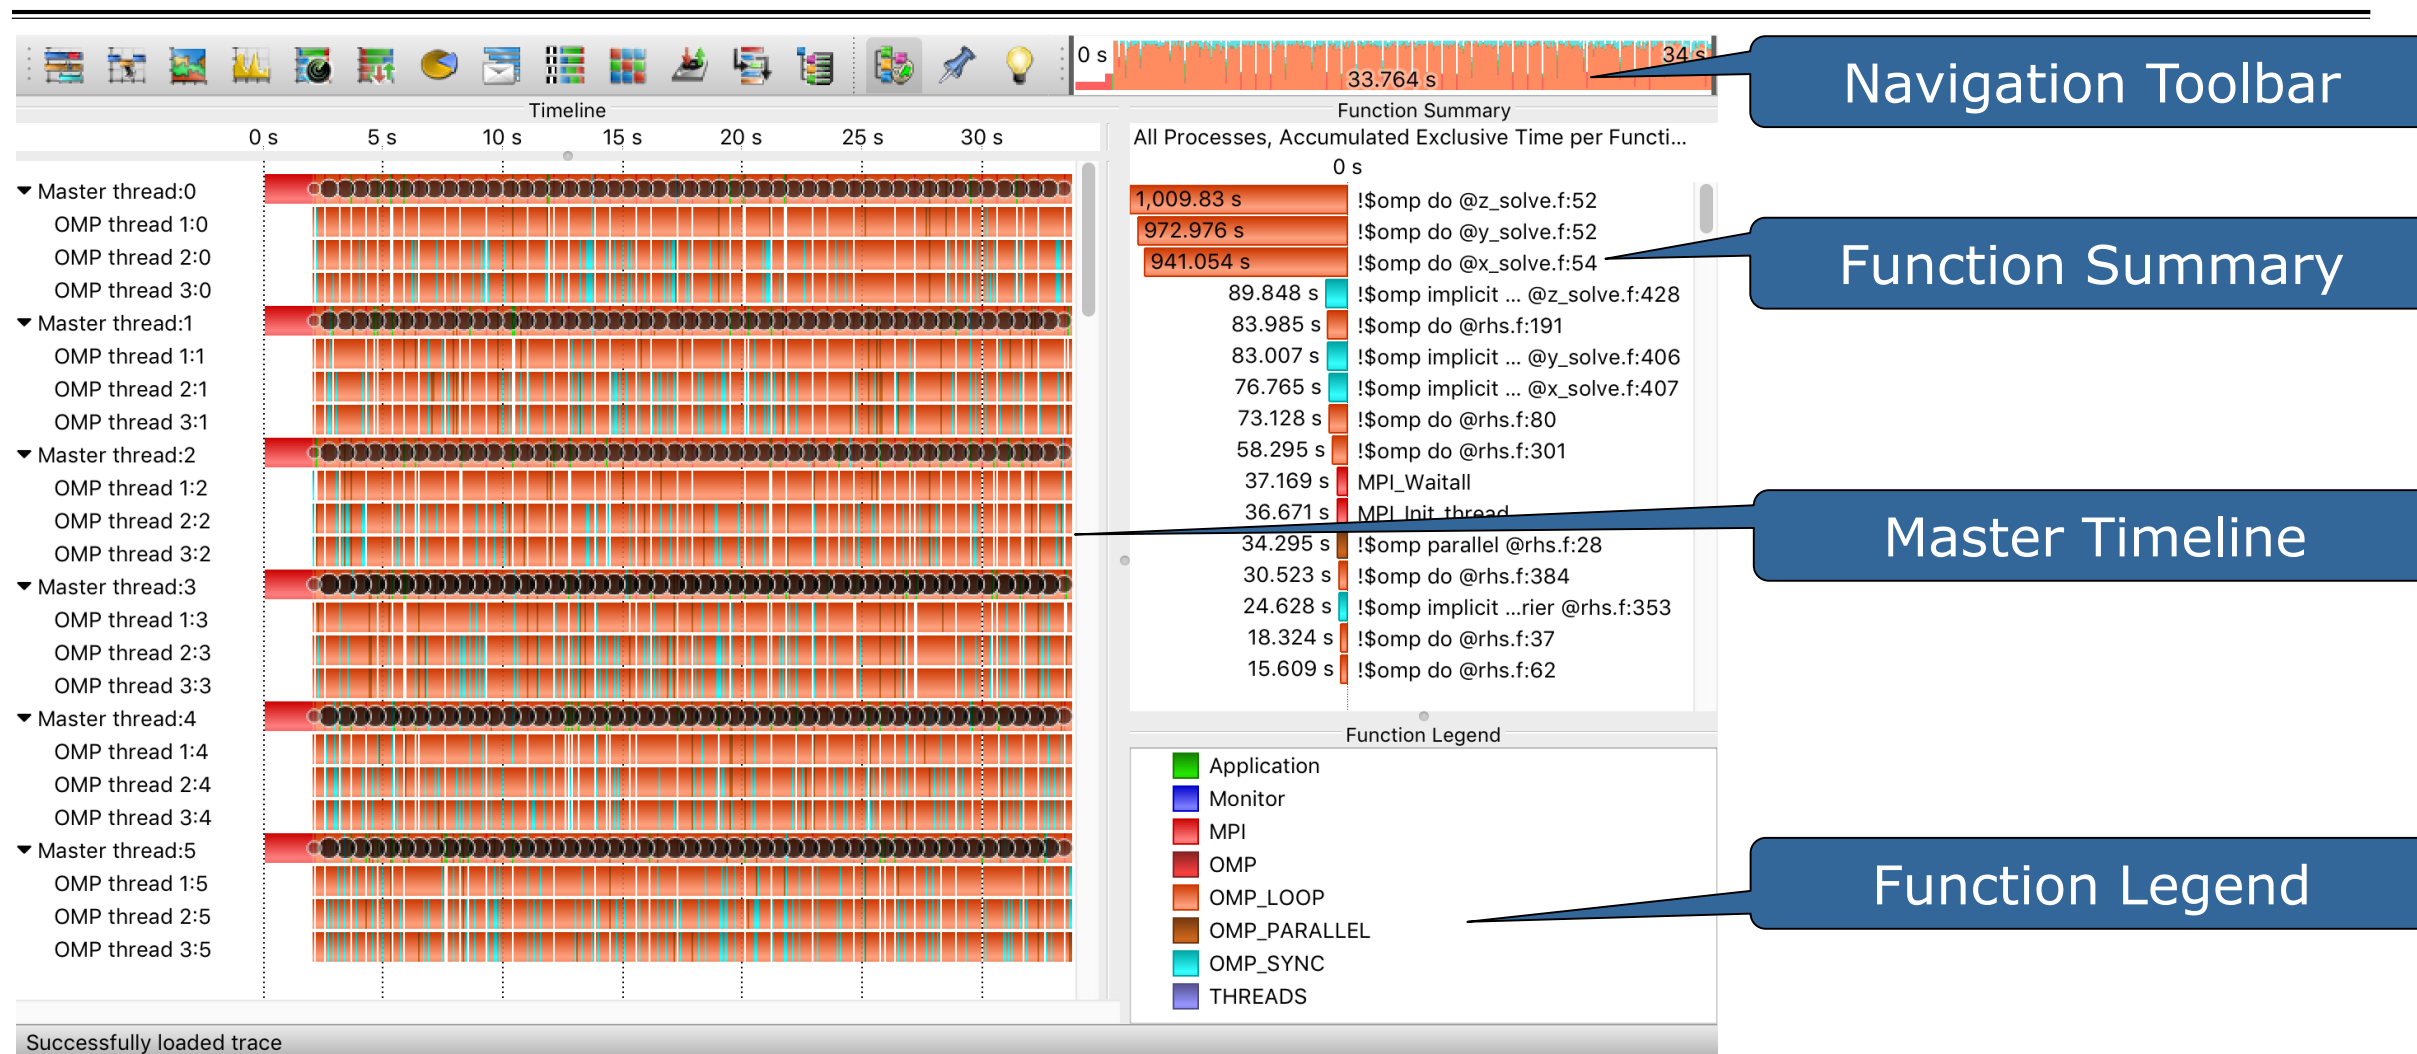 0 s
34 s
33.764 s
Navigation Toolbar
Timeline
Function Summary
0 s
5 s
10 s
15 s
20 s
25 s
30 s
All Processes, Accumulated Exclusive Time per Functi...
0 s
Master thread:0
OMP thread 1:0
OMP thread 2:0
OMP thread 3:0
Master thread:1
OMP thread 1:1
OMP thread 2:1
OMP thread 3:1
Master thread:2
OMP thread 1:2
OMP thread 2:2
OMP thread 3:2
Master thread:3
OMP thread 1:3
OMP thread 2:3
OMP thread 3:3
Master thread:4
OMP thread 1:4
OMP thread 2:4
OMP thread 3:4
Master thread:5
OMP thread 1:5
OMP thread 2:5
OMP thread 3:5
1,009.83 s !$omp do @z_solve.f:52
972.976 s !$omp do @y_solve.f:52
941.054 s !$omp do @x_solve.f:54
89.848 s !$omp implicit ... @z_solve.f:428
83.985 s !$omp do @rhs.f:191
83.007 s !$omp implicit ... @y_solve.f:406
76.765 s !$omp implicit ... @x_solve.f:407
73.128 s !$omp do @rhs.f:80
58.295 s !$omp do @rhs.f:301
37.169 s MPI_Waitall
36.671 s MPI_Init_thread
34.295 s !$omp parallel @rhs.f:28
30.523 s !$omp do @rhs.f:384
24.628 s !$omp implicit ...rier @rhs.f:353
18.324 s !$omp do @rhs.f:37
15.609 s !$omp do @rhs.f:62
Function Summary
Master Timeline
Function Legend
Application
Monitor
MPI
OMP
OMP_LOOP
OMP_PARALLEL
OMP_SYNC
THREADS
Function Legend
Successfully loaded trace